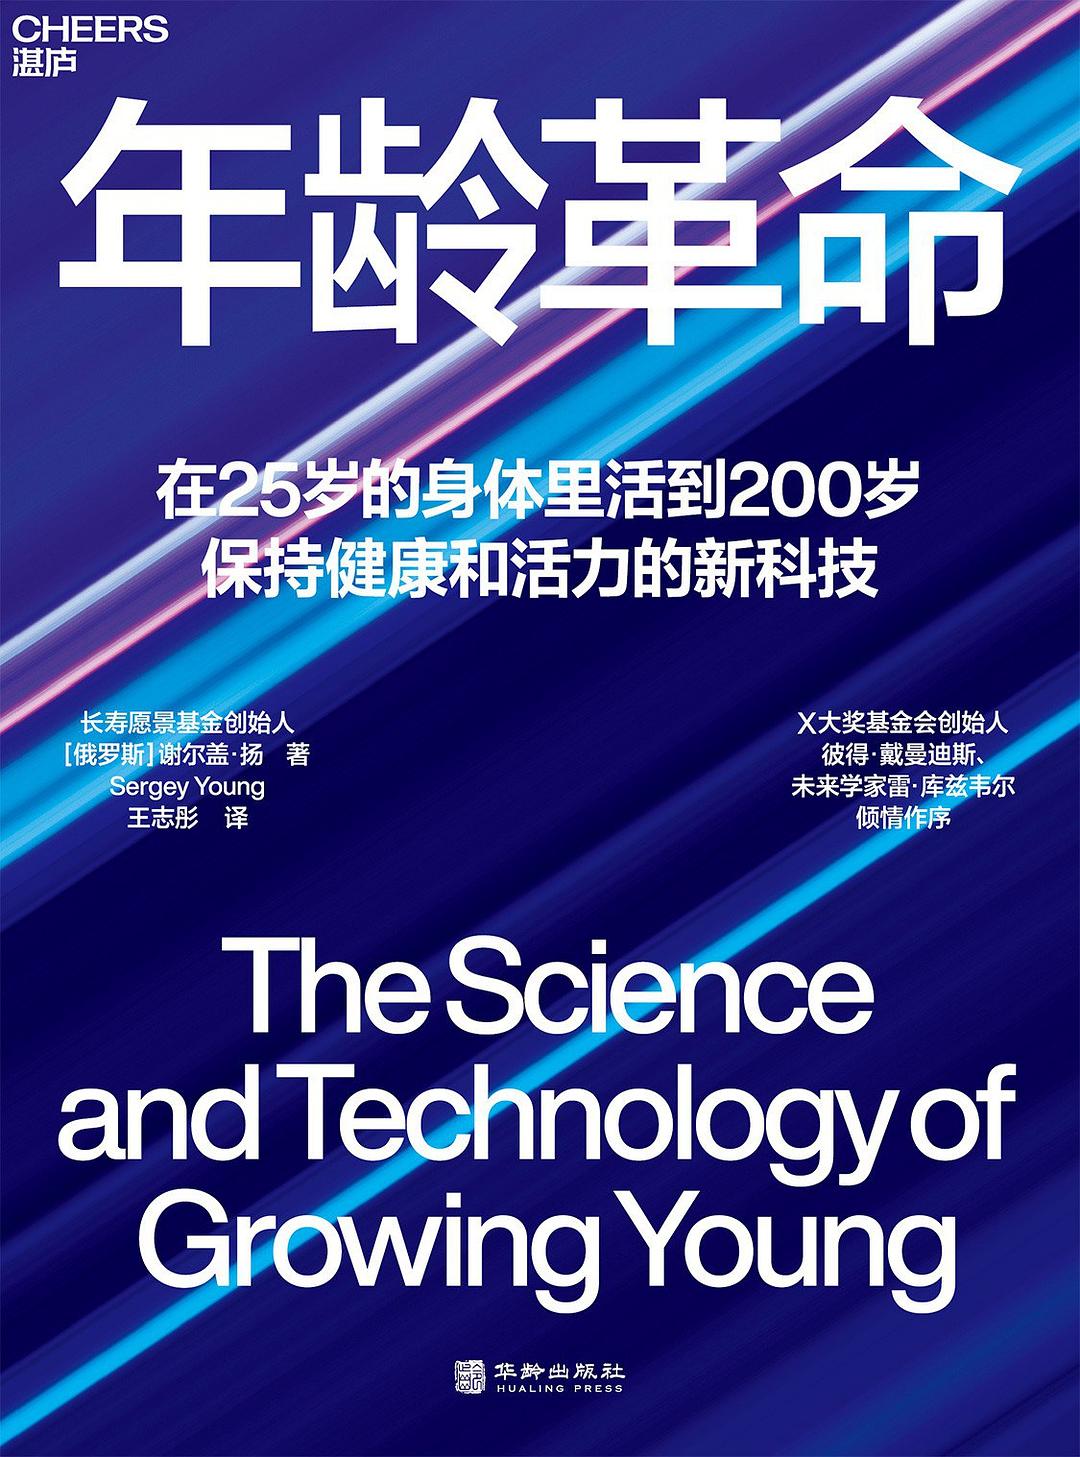 CHEERS
湛庐
年龄革命
在25岁的身体里活到200岁
保持健康和活力的新科技
长寿愿景基金创始人
[俄罗斯]谢尔盖·扬 著
Sergey Young
王志彤 译
X大奖基金会创始人
彼得·戴曼迪斯、
未来学家雷·库兹韦尔
倾情作序
The Science
and Technology of
Growing Young
华龄出版社
HUALING PRESS